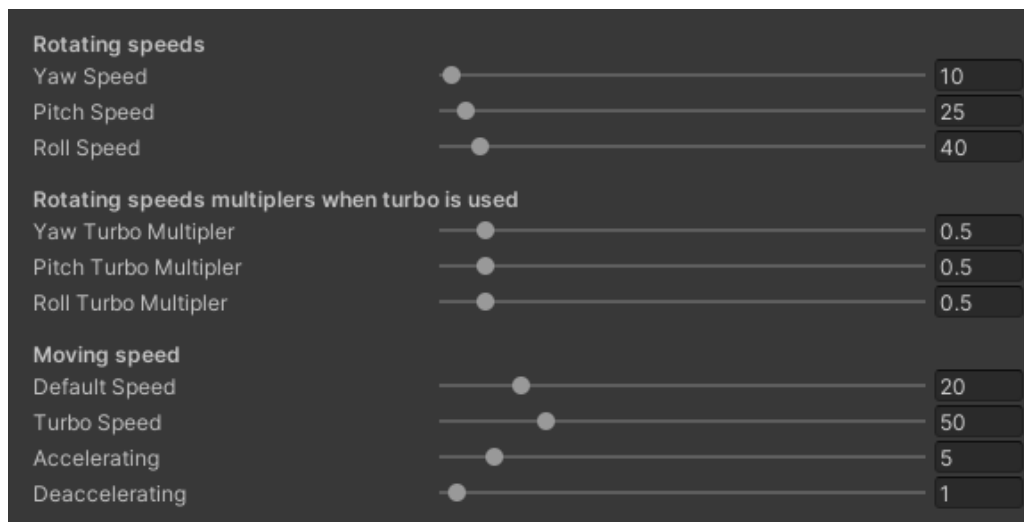 Rotating speeds
Yaw Speed 10
Pitch Speed 25
Roll Speed 40
Rotating speeds multiplers when turbo is used
Yaw Turbo Multipler 0.5
Pitch Turbo Multipler 0.5
Roll Turbo Multipler 0.5
Moving speed
Default Speed 20
Turbo Speed 50
Accelerating 5
Deaccelerating 1